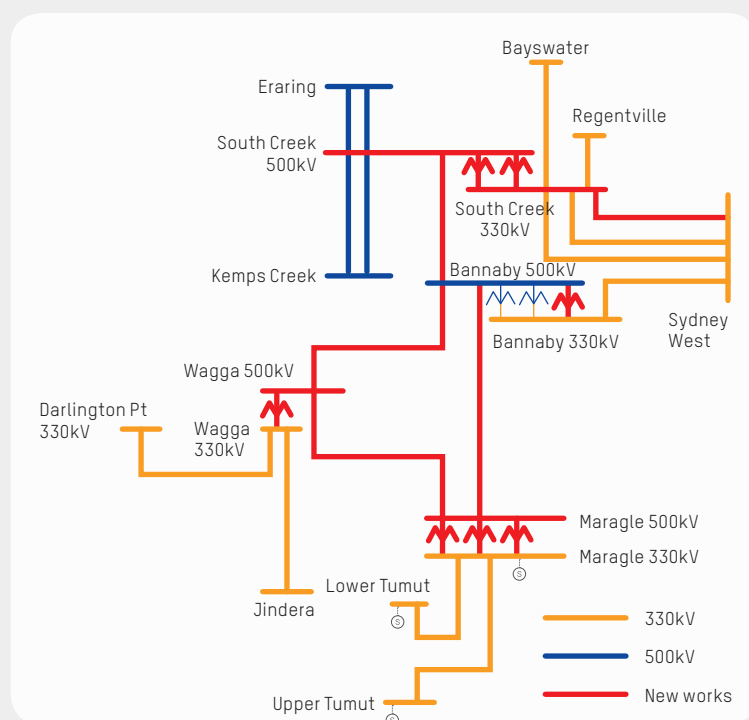 Bayswater
Eraring
Regentville
South Creek
500kV
South Creek
330kV
Kemps Creek
Bannaby 500kV
Sydney
West
Bannaby 330kV
Wagga 500kV
Darlington Pt
330kV
Wagga
330kV
Maragle 500kV
Maragle 330kV
S
Lower Tumut
S
Jindera
330kV
500kV
Upper Tumut
New works
S